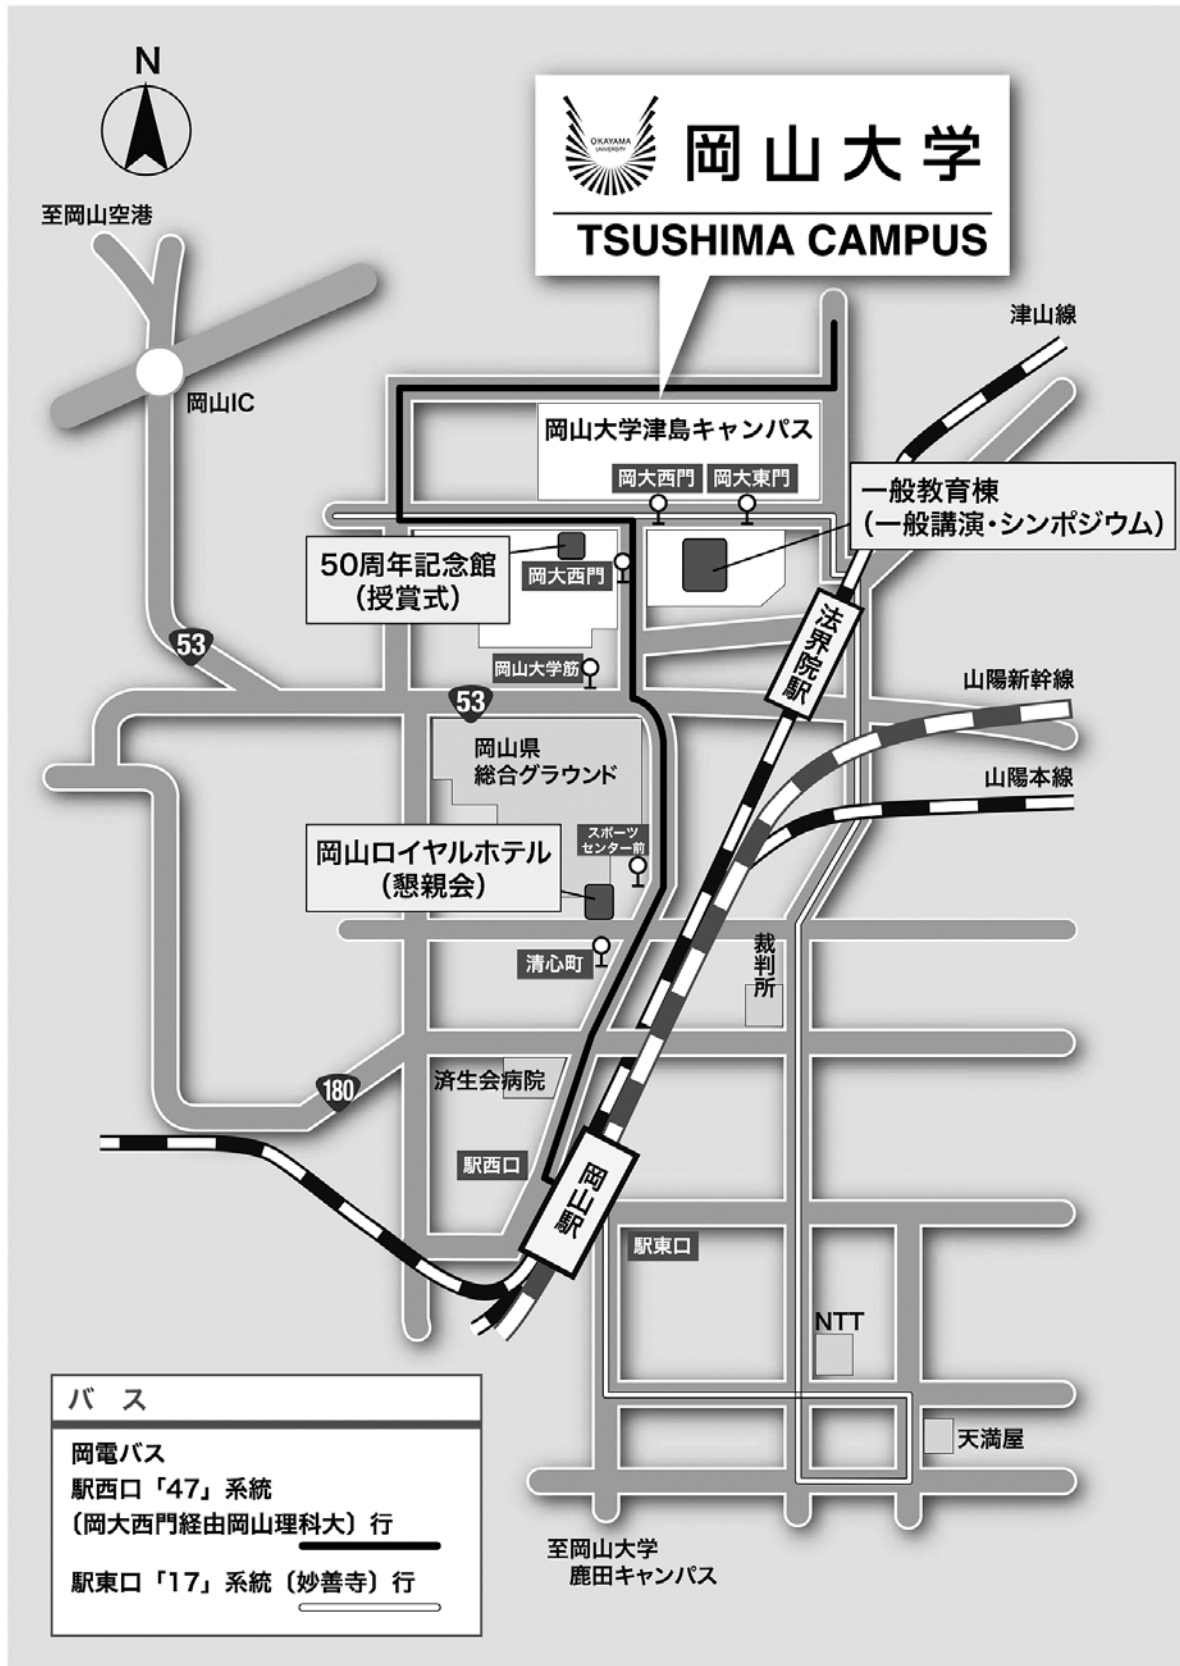 N
至岡山空港
OKAYAMA
UNIVERSITY
岡山大学
TSUSHIMA CAMPUS
津山線
岡山IC
岡山大学津島キャンパス
岡大西門
岡大東門
一般教育棟
（一般講演・シンポジウム）
50周年記念館
（授賞式）
岡大西門
法界院駅
53
岡山大学筋
53
山陽新幹線
岡山県
総合グラウンド
山陽本線
スポーツ
センター前
岡山ロイヤルホテル
（懇親会）
裁判所
清心町
済生会病院
180
駅西口
岡山駅
駅東口
NTT
天満屋
バス
岡電バス
駅西口「47」系統
〔岡大西門経由岡山理科大〕行
駅東口「17」系統〔妙善寺〕行
至岡山大学
鹿田キャンパス